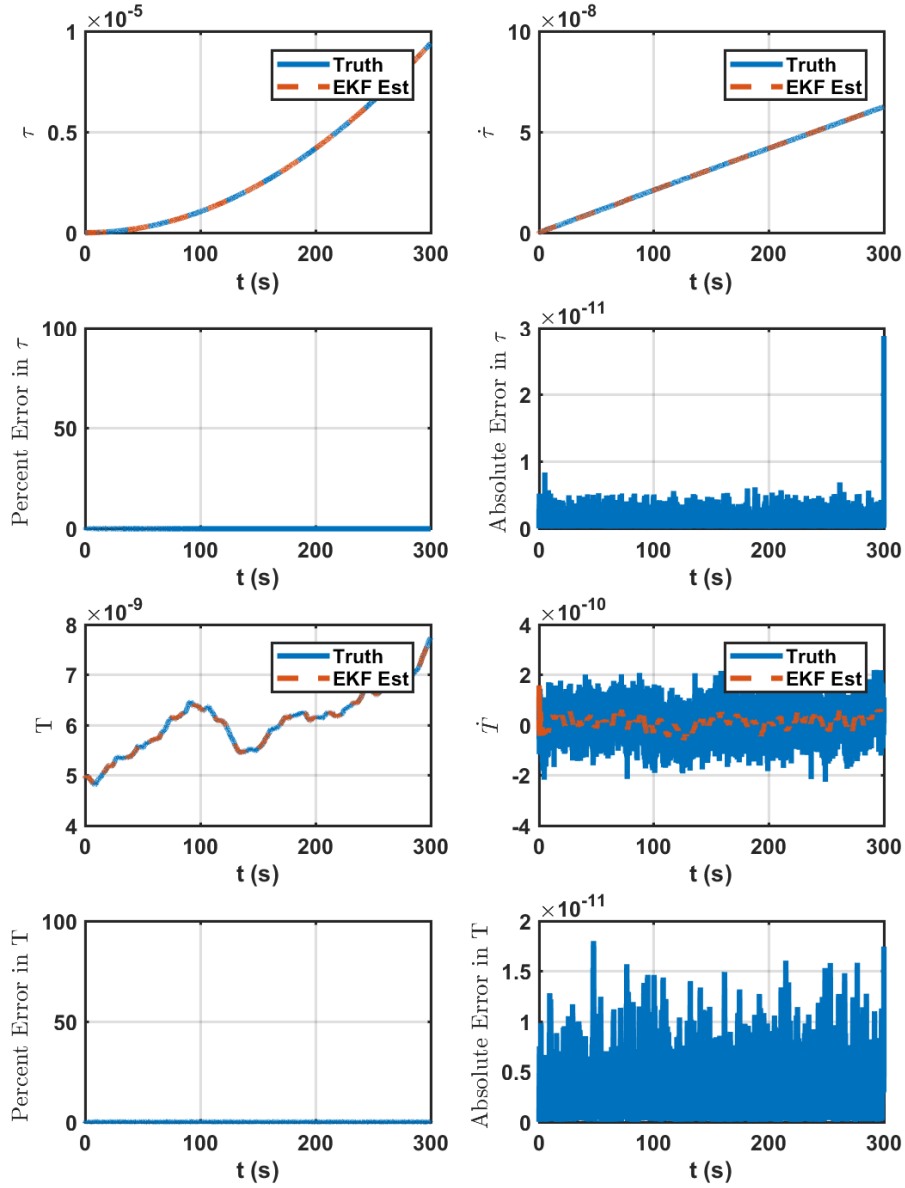 ×10⁻⁵
1
0.5
0
τ
Truth
EKF Est
0 100 200 300
t (s)
×10⁻⁸
10
5
0
τ̇
Truth
EKF Est
0 100 200 300
t (s)
100
50
0
Percent Error in τ
0 100 200 300
t (s)
×10⁻¹¹
3
2
1
0
Absolute Error in τ
0 100 200 300
t (s)
×10⁻⁹
8
7
6
5
4
T
Truth
EKF Est
0 100 200 300
t (s)
×10⁻¹⁰
4
2
0
-2
-4
Ṫ
Truth
EKF Est
0 100 200 300
t (s)
100
50
0
Percent Error in T
0 100 200 300
t (s)
×10⁻¹¹
2
1.5
1
0.5
0
Absolute Error in T
0 100 200 300
t (s)